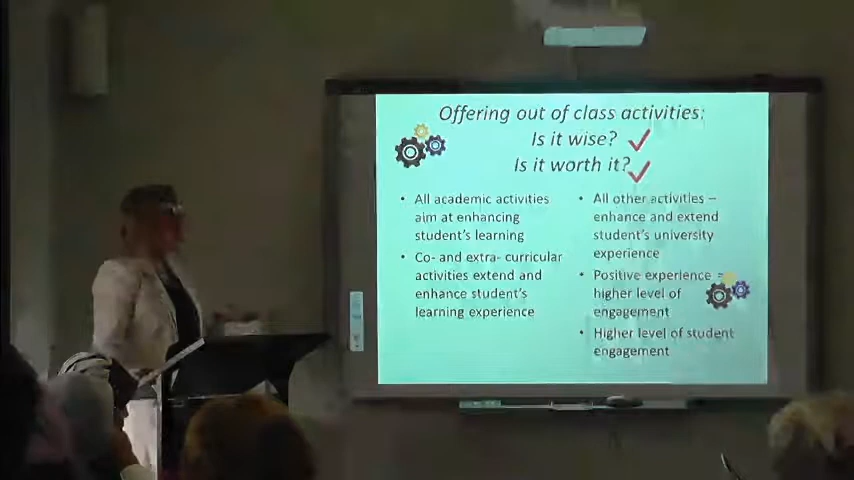 Offering out of class activities:
Is it wise?
Is it worth it?
• All academic activities
aim at enhancing
student's learning
• Co- and extra- curricular
activities extend and
enhance student's
learning experience
• All other activities –
enhance and extend
student's university
experience
• Positive experience =
higher level of
engagement
• Higher level of student
engagement